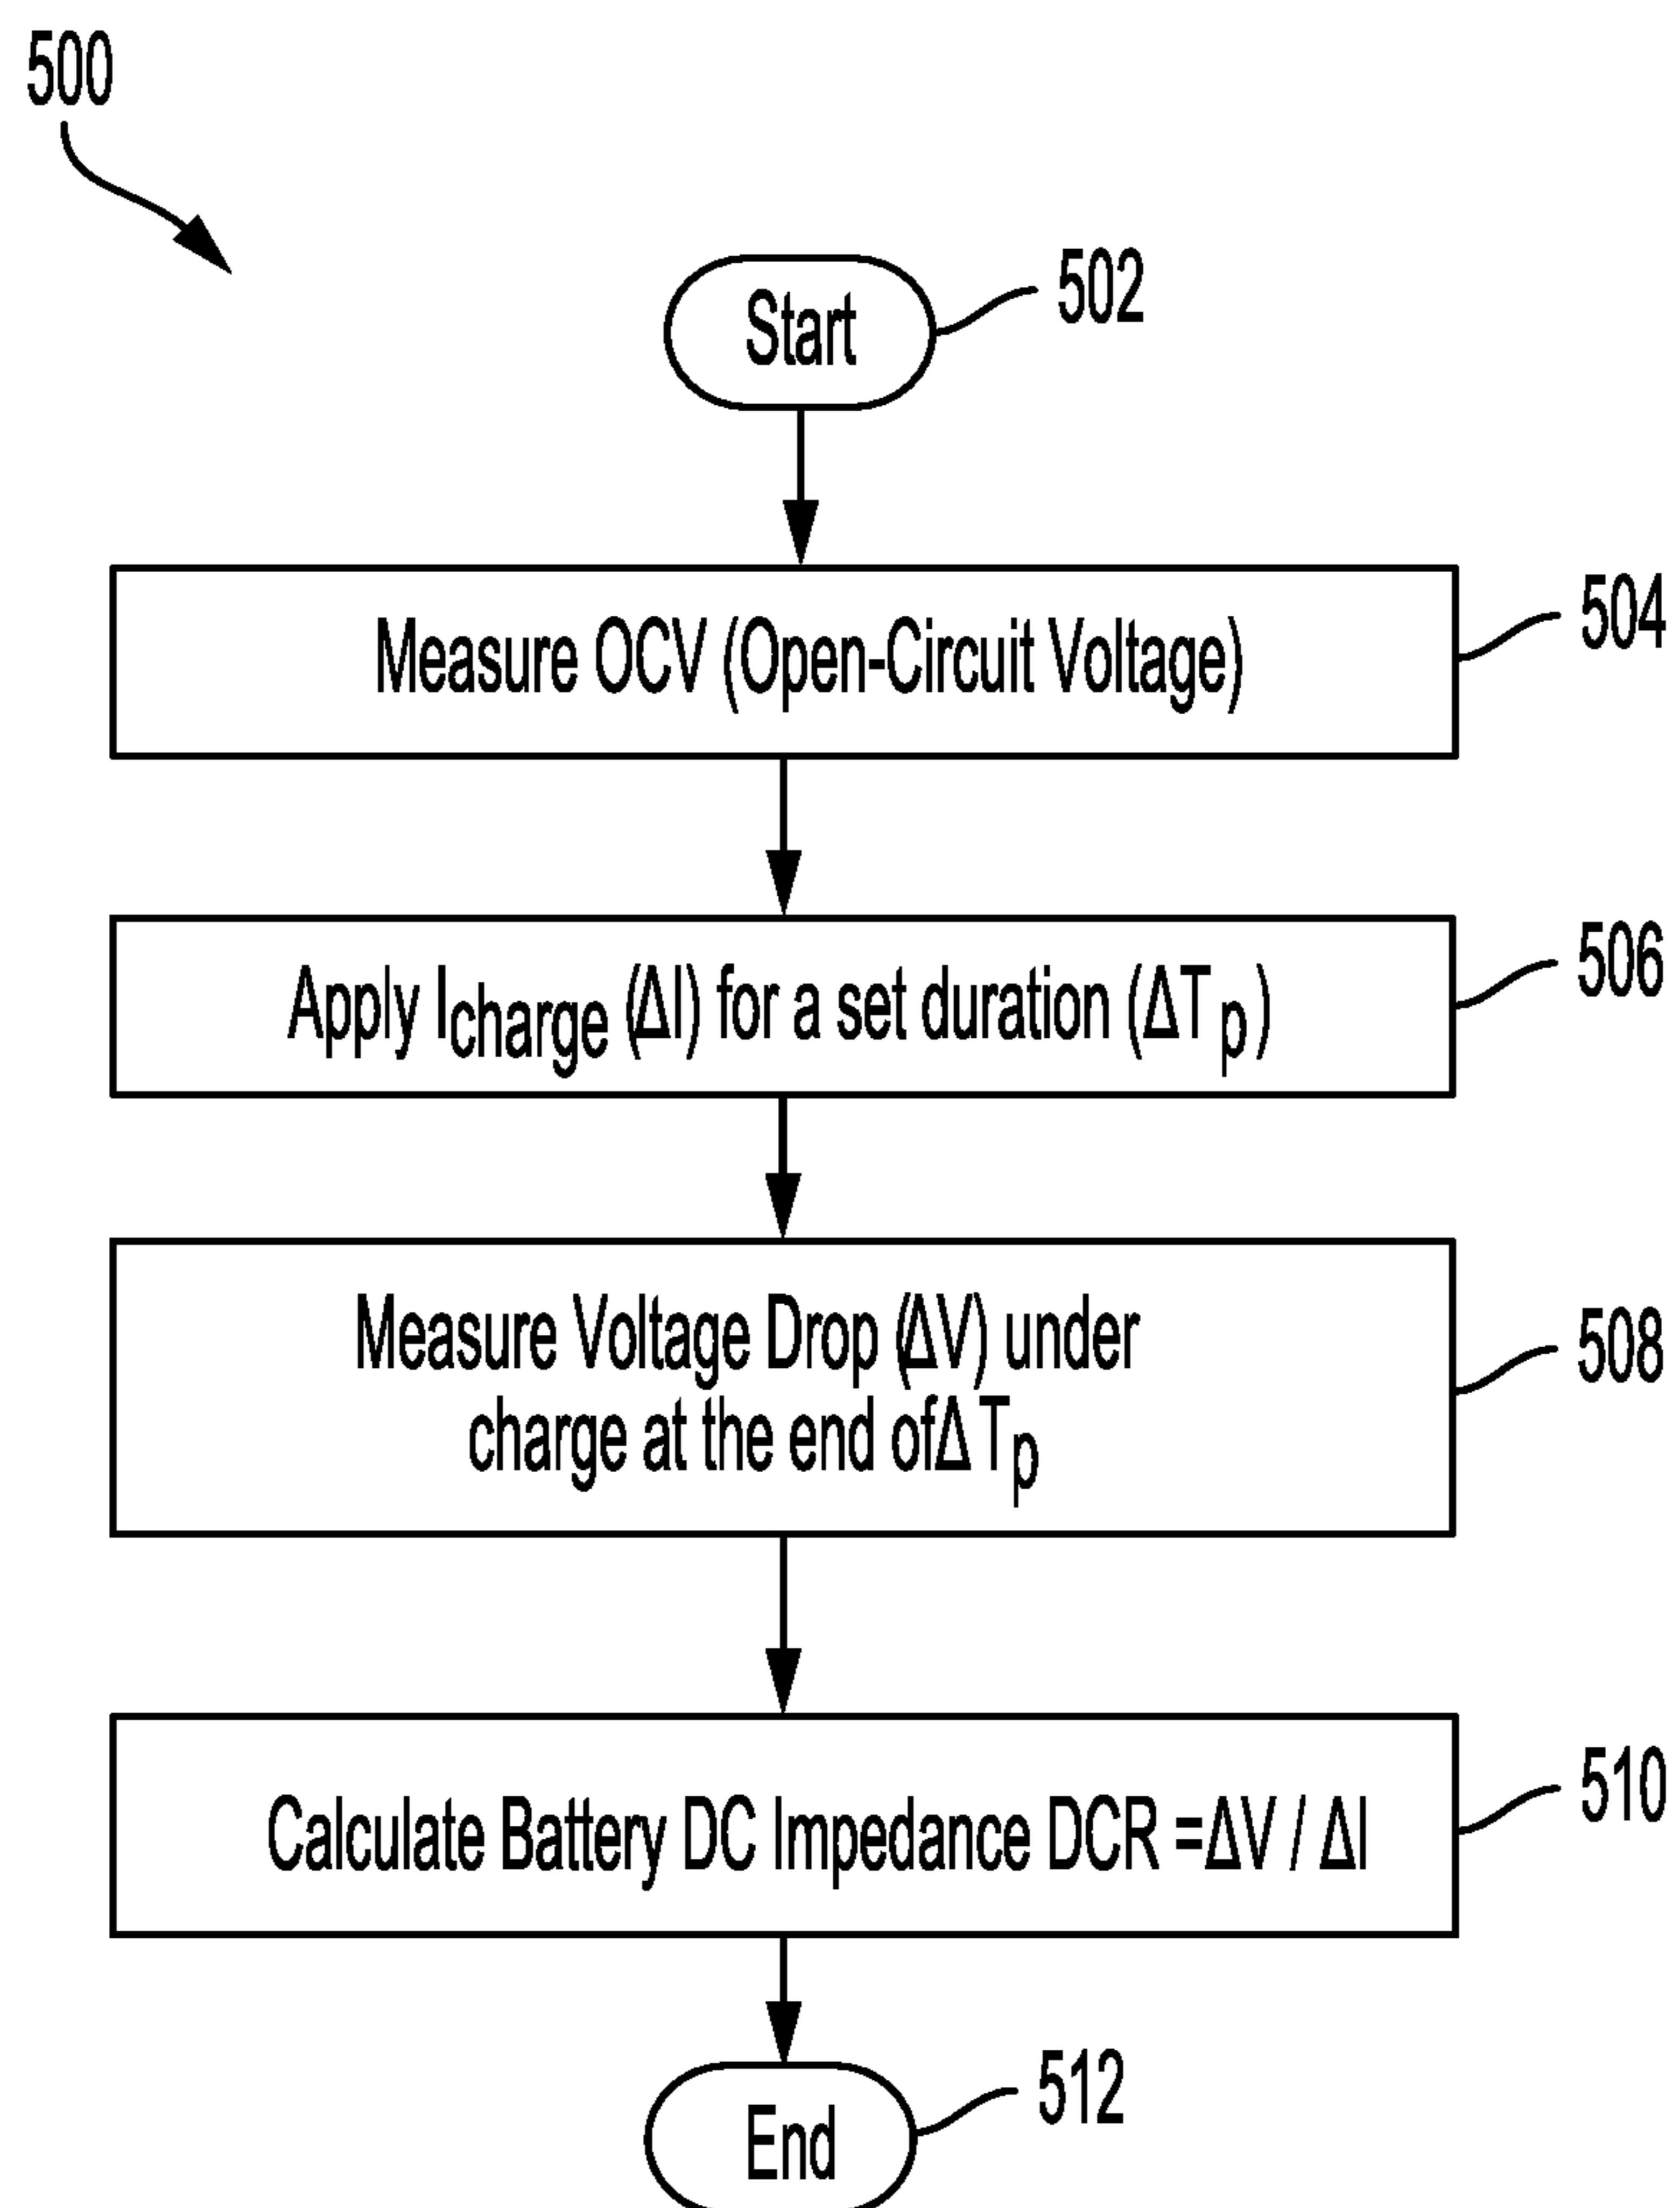 500
Start
502
Measure OCV (Open-Circuit Voltage)
504
Apply Icharge (ΔI) for a set duration (ΔTp)
506
Measure Voltage Drop (ΔV) under
charge at the end ofΔTp
508
Calculate Battery DC Impedance DCR =ΔV / ΔI
510
End
512